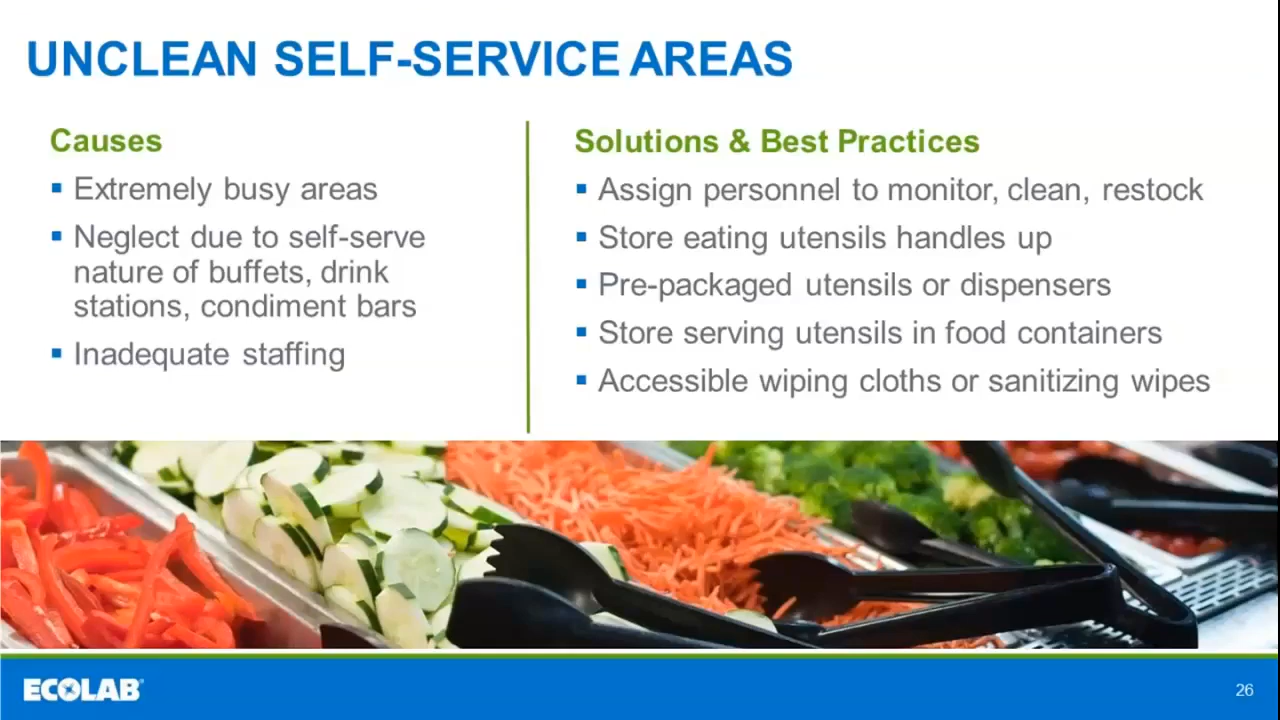 UNCLEAN SELF-SERVICE AREAS
Causes
▪ Extremely busy areas
▪ Neglect due to self-serve
nature of buffets, drink
stations, condiment bars
▪ Inadequate staffing
Solutions & Best Practices
▪ Assign personnel to monitor, clean, restock
▪ Store eating utensils handles up
▪ Pre-packaged utensils or dispensers
▪ Store serving utensils in food containers
▪ Accessible wiping cloths or sanitizing wipes
ECOLAB®
26